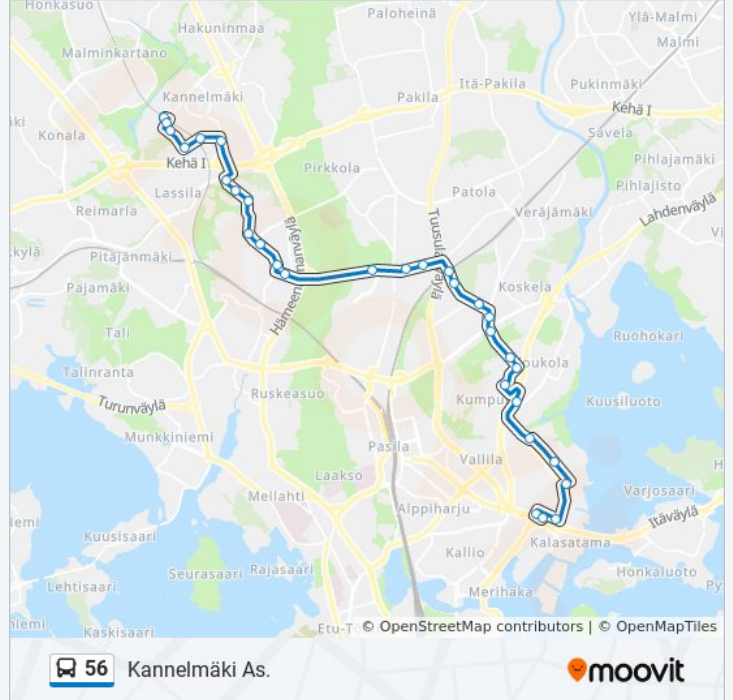 Honkasuo
Paloheinä
Ylä-Malmi
Hakuninmaa
Malmi
Malminkartano
Itä-Pakila
Pukinmäki
Kannelmäki
Pakila
Kehä I
Konala
Savela
Kehä I
Pirkkola
Pihlajamäki
Lassila
Patola
Pihlajisto
Reimarla
Veräjämäki
Lahdenväylä
Pitäjänmäki
Koskela
Pajamäki
Tali
Ruohokari
Talinranta
Ruskeasuo
Kuusiluoto
Turunväylä
Munkkiniemi
Pasila
Vallila
Laakso
Varjosaari
Meilahti
Alppiharju
Itäväylä
Kuusisaari
Kalasatama
Kallio
Seurasaari
Rajasaari
Honkaluoto
Lehtisaari
Merihaka
Kaskisaari
© OpenStreetMap contributors | © OpenMapTiles
56 Kannelmäki As.
moovit